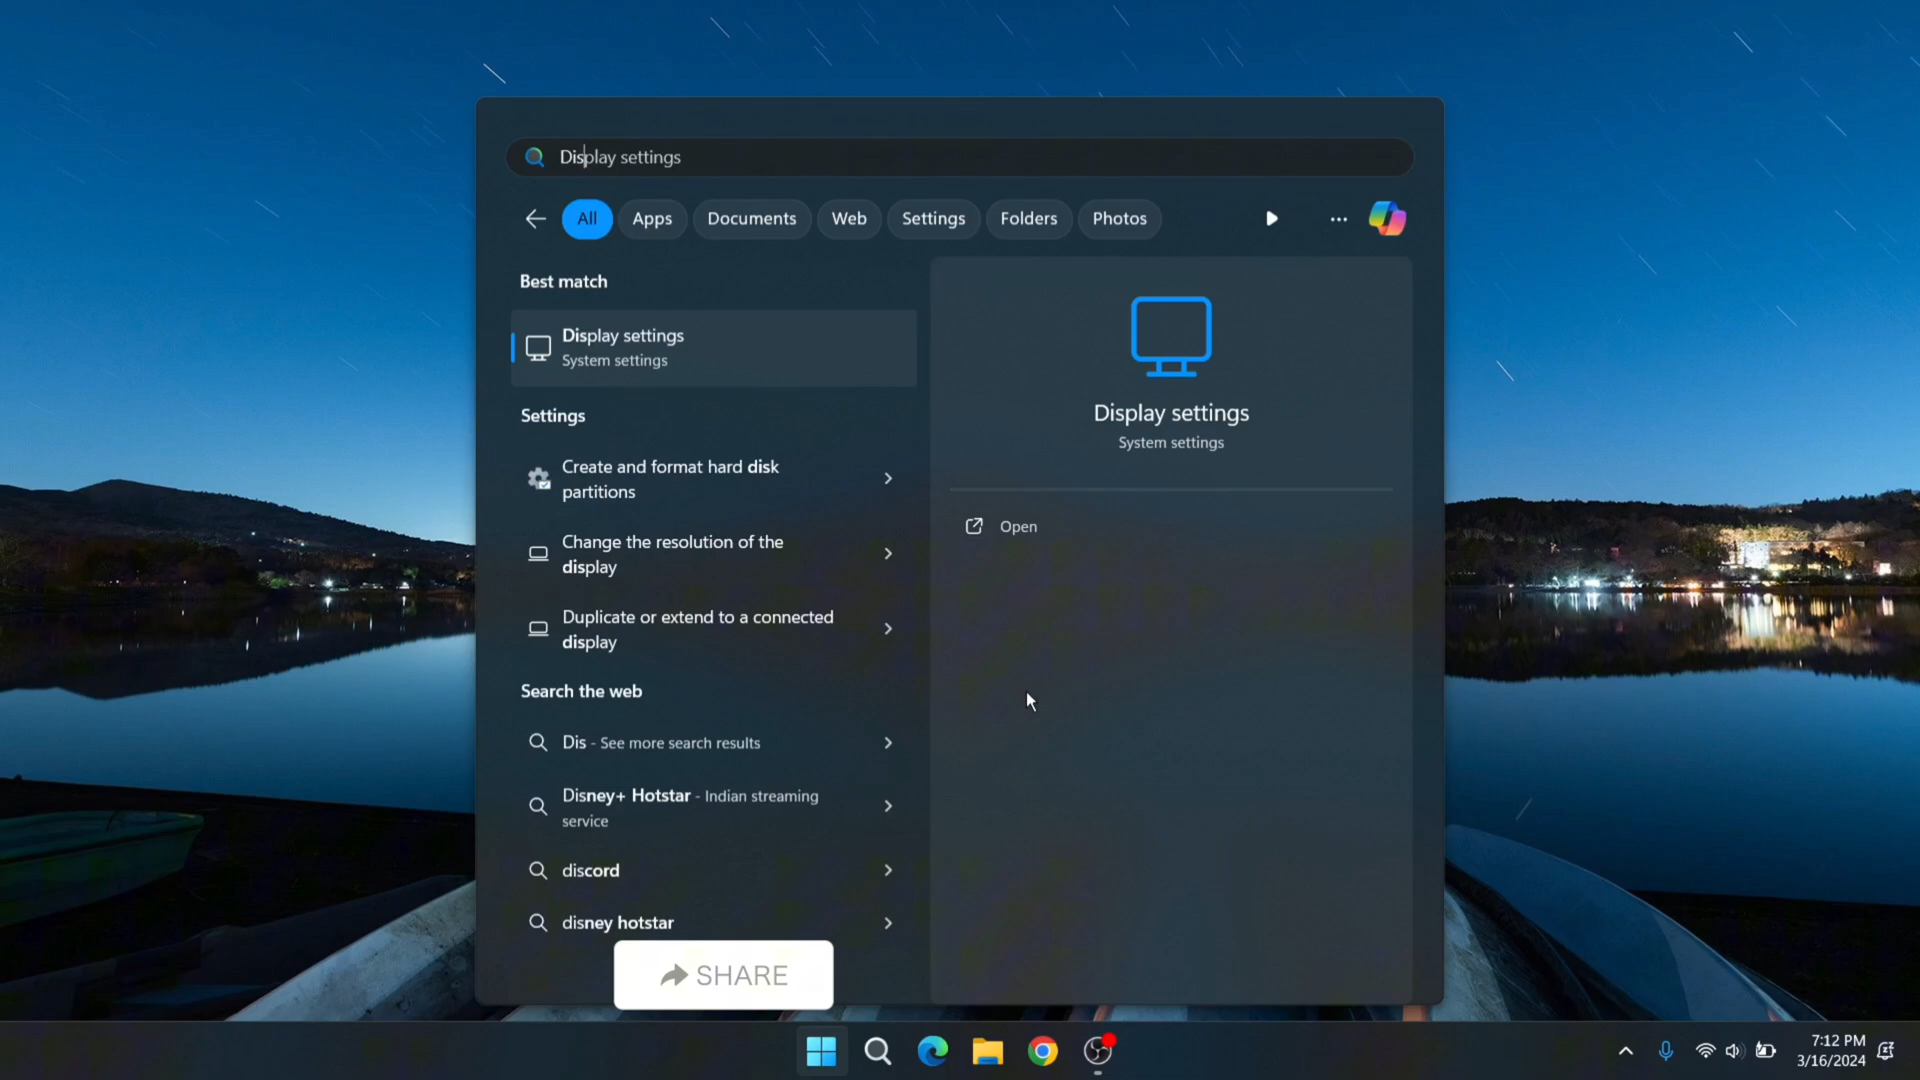 Display settings
All
Apps
Documents
Web
Settings
Folders
Photos
Best match
Display settings
System settings
Settings
Create and format hard disk
partitions
Change the resolution of the
display
Duplicate or extend to a connected
display
Search the web
Dis - See more search results
Disney+ Hotstar - Indian streaming
service
discord
disney hotstar
Display settings
System settings
Open
SHARE
7:12 PM
3/16/2024